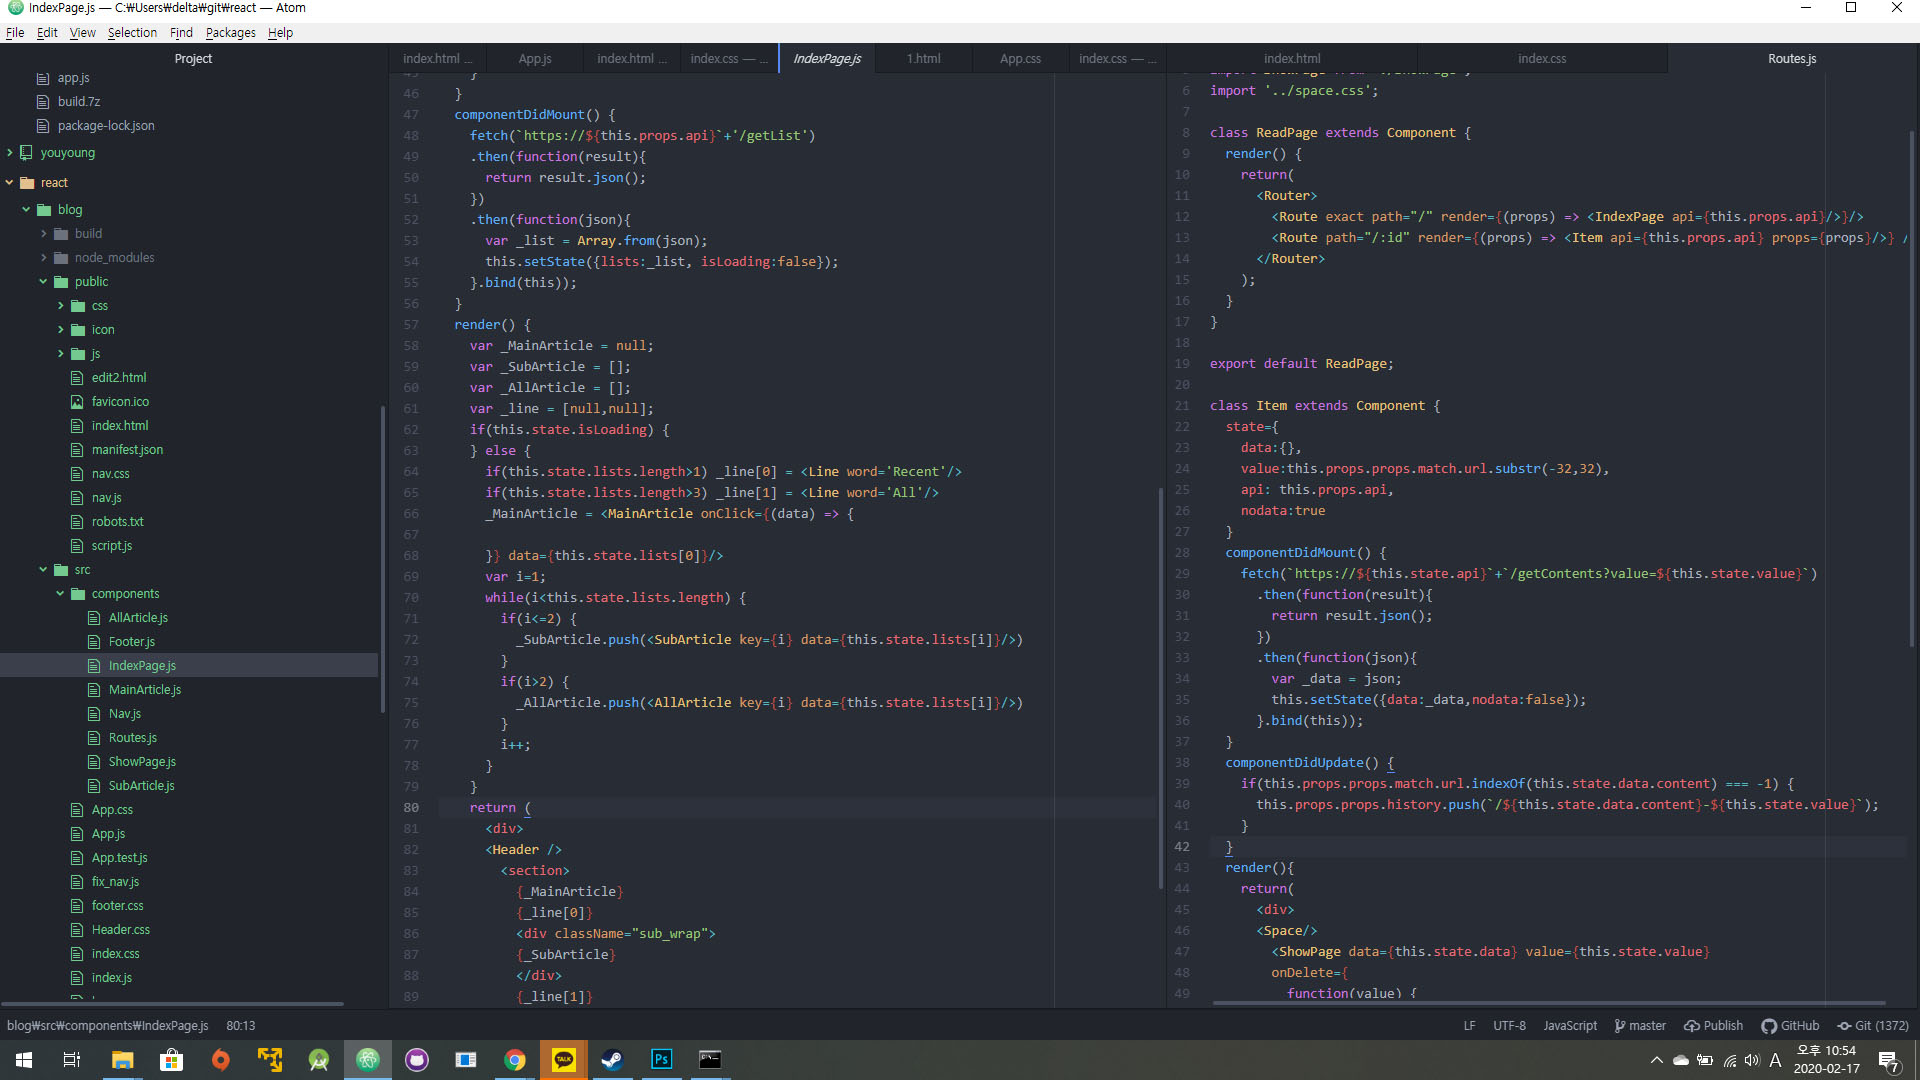 IndexPage.js — C:₩Users₩delta₩git₩react — Atom
File Edit View Selection Find Packages Help
Project
app.js
build.7z
package-lock.json
youyoung
react
blog
build
node_modules
public
css
icon
js
edit2.html
favicon.ico
index.html
manifest.json
nav.css
nav.js
robots.txt
script.js
src
components
AllArticle.js
Footer.js
IndexPage.js
MainArticle.js
Nav.js
Routes.js
ShowPage.js
SubArticle.js
App.css
App.js
App.test.js
fix_nav.js
footer.css
Header.css
index.css
index.js
index.html ... App.js index.html ... index.css — ... IndexPage.js 1.html App.css index.css — ...
45 }
46 }
47 componentDidMount() {
48 fetch(`https://${this.props.api}`+'/getList')
49 .then(function(result){
50 return result.json();
51 })
52 .then(function(json){
53 var _list = Array.from(json);
54 this.setState({lists:_list, isLoading:false});
55 }.bind(this));
56 }
57 render() {
58 var _MainArticle = null;
59 var _SubArticle = [];
60 var _AllArticle = [];
61 var _line = [null,null];
62 if(this.state.isLoading) {
63 } else {
64 if(this.state.lists.length>1) _line[0] = <Line word='Recent'/>
65 if(this.state.lists.length>3) _line[1] = <Line word='All'/>
66 _MainArticle = <MainArticle onClick={(data) => {
67
68 }} data={this.state.lists[0]}/>
69 var i=1;
70 while(i<this.state.lists.length) {
71 if(i<=2) {
72 _SubArticle.push(<SubArticle key={i} data={this.state.lists[i]}/>)
73 }
74 if(i>2) {
75 _AllArticle.push(<AllArticle key={i} data={this.state.lists[i]}/>)
76 }
77 i++;
78 }
79 }
80 return (
81 <div>
82 <Header />
83 <section>
84 {_MainArticle}
85 {_line[0]}
86 <div className="sub_wrap">
87 {_SubArticle}
88 </div>
89 {_line[1]}
index.html index.css Routes.js
6 import '../space.css';
7
8 class ReadPage extends Component {
9 render() {
10 return(
11 <Router>
12 <Route exact path="/" render={(props) => <IndexPage api={this.props.api}/>}/>
13 <Route path="/:id" render={(props) => <Item api={this.props.api} props={props}/>} /
14 </Router>
15 );
16 }
17 }
18
19 export default ReadPage;
20
21 class Item extends Component {
22 state={
23 data:{},
24 value:this.props.props.match.url.substr(-32,32),
25 api: this.props.api,
26 nodata:true
27 }
28 componentDidMount() {
29 fetch(`https://${this.state.api}`+`/getContents?value=${this.state.value}`)
30 .then(function(result){
31 return result.json();
32 })
33 .then(function(json){
34 var _data = json;
35 this.setState({data:_data,nodata:false});
36 }.bind(this));
37 }
38 componentDidUpdate() {
39 if(this.props.props.match.url.indexOf(this.state.data.content) === -1) {
40 this.props.props.history.push(`/${this.state.data.content}-${this.state.value}`);
41 }
42 }
43 render(){
44 return(
45 <div>
46 <Space/>
47 <ShowPage data={this.state.data} value={this.state.value}
48 onDelete={
49 function(value) {
blog₩src₩components₩IndexPage.js 80:13 LF UTF-8 JavaScript master Publish GitHub Git (1372)
TALK
Ps
A
오후 10:54
2020-02-17
7